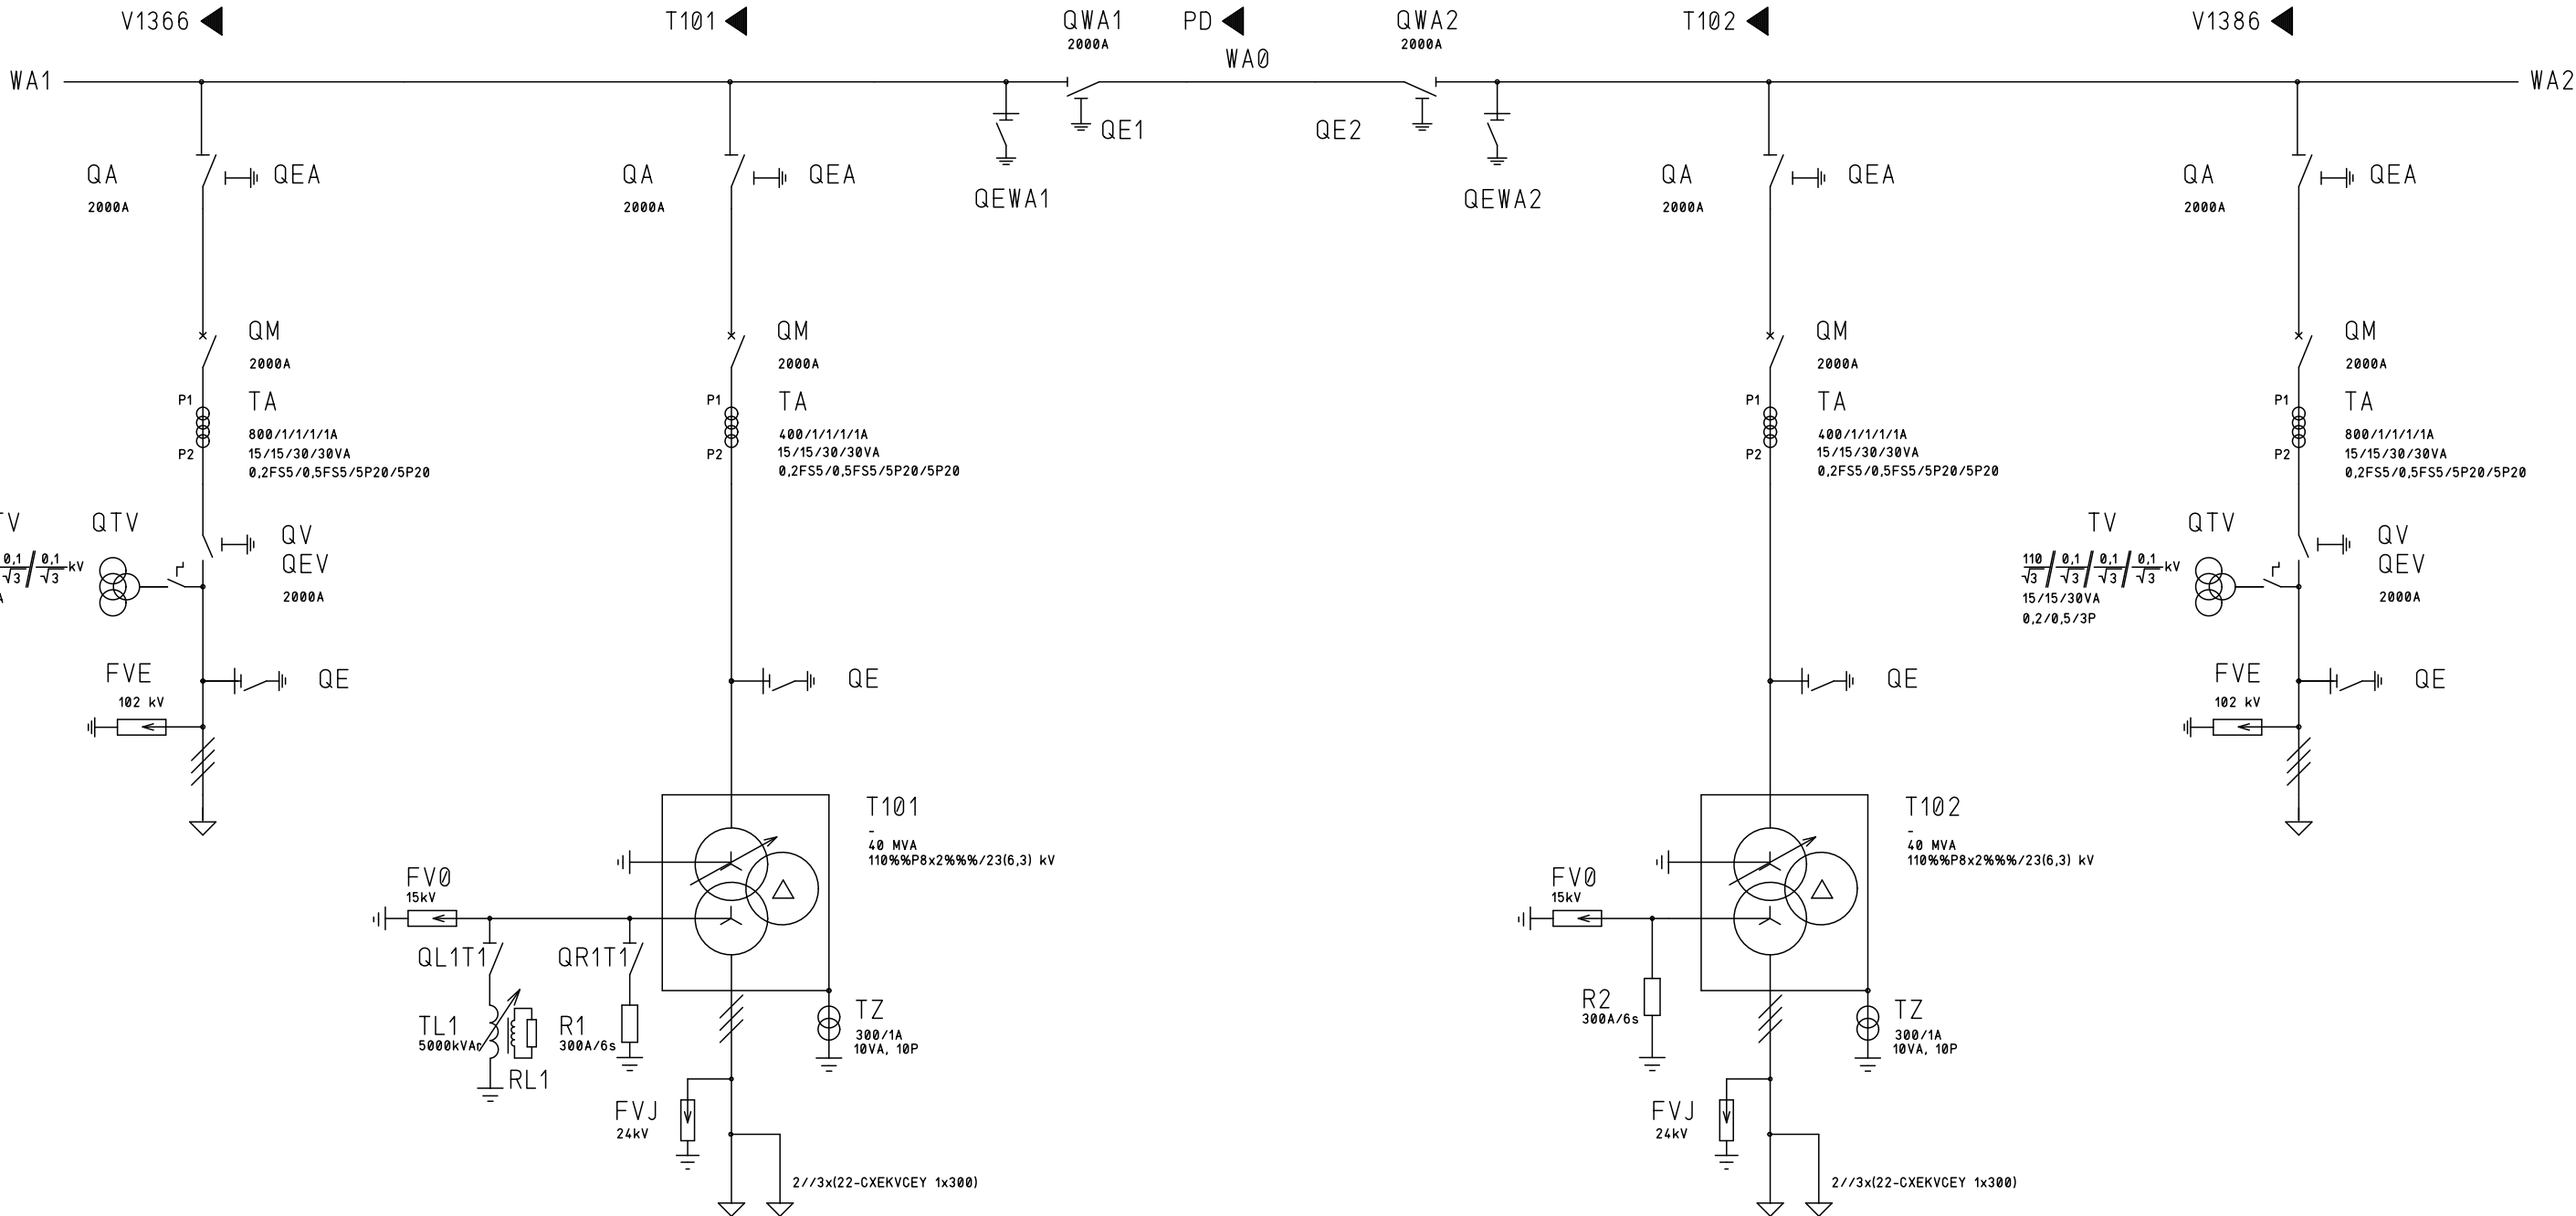 V1366
T101
QWA1
2000A
PD
QWA2
2000A
T102
V1386
WA1
WA0
WA2
QE1
QE2
QA
2000A
QEA
QA
2000A
QEA
QEWA1
QEWA2
QA
2000A
QEA
QA
2000A
QEA
QM
2000A
QM
2000A
QM
2000A
QM
2000A
P1
P2
TA
800/1/1/1/1A
15/15/30/30VA
0,2FS5/0,5FS5/5P20/5P20
P1
P2
TA
400/1/1/1/1A
15/15/30/30VA
0,2FS5/0,5FS5/5P20/5P20
P1
P2
TA
400/1/1/1/1A
15/15/30/30VA
0,2FS5/0,5FS5/5P20/5P20
P1
P2
TA
800/1/1/1/1A
15/15/30/30VA
0,2FS5/0,5FS5/5P20/5P20
QTV
0,1/√3/0,1/√3 kV
QV
QEV
2000A
TV
110/√3/0,1/√3/0,1/√3/0,1/√3 kV
15/15/30VA
0,2/0,5/3P
QTV
QV
QEV
2000A
FVE
102 kV
QE
QE
QE
FVE
102 kV
QE
T101
-
40 MVA
110%%P8x2%%%/23(6,3) kV
T102
-
40 MVA
110%%P8x2%%%/23(6,3) kV
FV0
15kV
FV0
15kV
QL1T1
QR1T1
TL1
5000kVAr
RL1
R1
300A/6s
TZ
300/1A
10VA, 10P
R2
300A/6s
TZ
300/1A
10VA, 10P
FVJ
24kV
FVJ
24kV
2//3x(22-CXEKVCEY 1x300)
2//3x(22-CXEKVCEY 1x300)